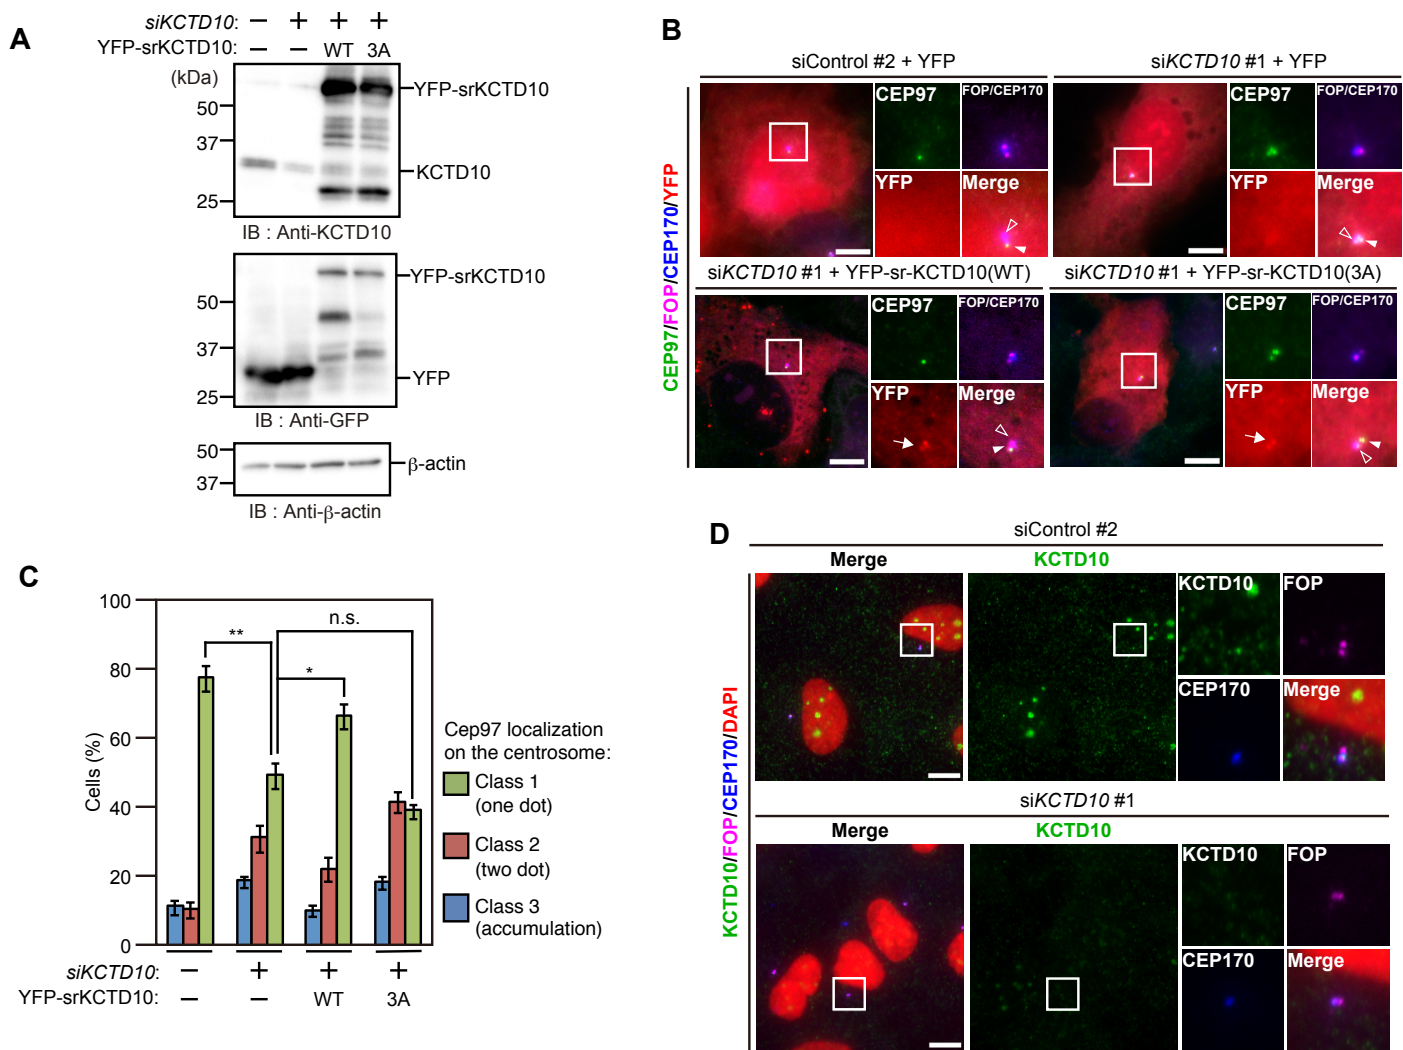 A
siKCTD10: – + + +
YFP-srKCTD10: – – WT 3A
(kDa)
YFP-srKCTD10
50
37
KCTD10
25
IB : Anti-KCTD10
YFP-srKCTD10
50
37
YFP
25
IB : Anti-GFP
50
β-actin
37
IB : Anti-β-actin
B
siControl #2 + YFP
siKCTD10 #1 + YFP
CEP97/FOP/CEP170/YFP
CEP97
FOP/CEP170
YFP
Merge
CEP97
FOP/CEP170
YFP
Merge
siKCTD10 #1 + YFP-sr-KCTD10(WT)
siKCTD10 #1 + YFP-sr-KCTD10(3A)
CEP97
FOP/CEP170
YFP
Merge
CEP97
FOP/CEP170
YFP
Merge
C
100
80
60
40
20
0
Cells (%)
**
*
n.s.
Cep97 localization
on the centrosome:
Class 1
(one dot)
Class 2
(two dot)
Class 3
(accumulation)
siKCTD10: – + + +
YFP-srKCTD10: – – WT 3A
D
siControl #2
Merge
KCTD10
KCTD10/FOP/CEP170/DAPI
KCTD10
FOP
CEP170
Merge
siKCTD10 #1
Merge
KCTD10
KCTD10
FOP
CEP170
Merge